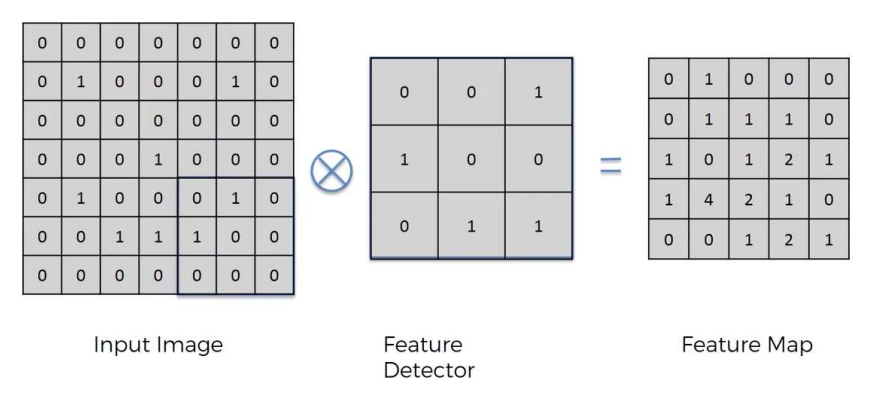 0 0 0 0 0 0 0
0 1 0 0 0 1 0
0 0 0 0 0 0 0
0 0 0 1 0 0 0
0 1 0 0 0 1 0
0 0 1 1 1 0 0
0 0 0 0 0 0 0
Input Image
0 0 1
1 0 0
0 1 1
Feature
Detector
=
0 1 0 0 0
0 1 1 1 0
1 0 1 2 1
1 4 2 1 0
0 0 1 2 1
Feature Map